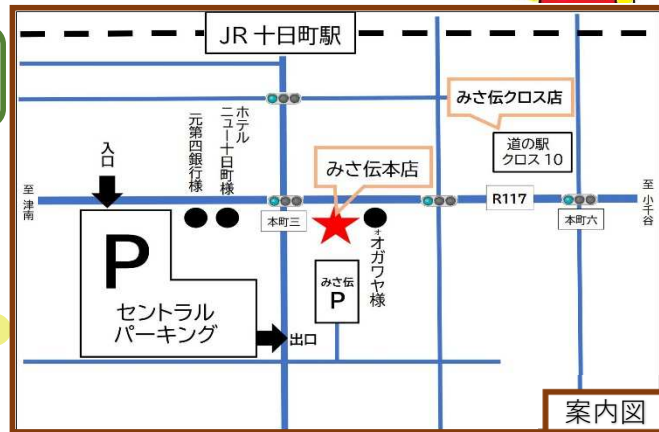 JR 十日町駅
みさ伝クロス店
道の駅
クロス 10
ホテル
ニュー十日町様
元第四銀行様
みさ伝本店
入口
至 津南
至 小千谷
R117
本町三
本町六
P
セントラル
パーキング
出口
みさ伝
P
オガワヤ様
案内図